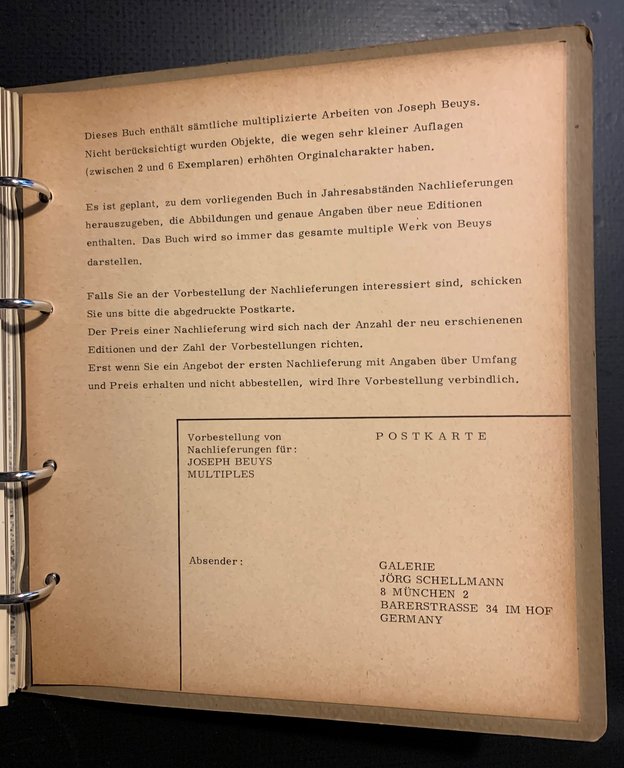 Dieses Buch enthält sämtliche multiplizierte Arbeiten von Joseph Beuys.
Nicht berücksichtigt wurden Objekte, die wegen sehr kleiner Auflagen
(zwischen 2 und 6 Exemplaren) erhöhten Orginalcharakter haben.
Es ist geplant, zu dem vorliegenden Buch in Jahresabständen Nachlieferungen
herauszugeben, die Abbildungen und genaue Angaben über neue Editionen
enthalten. Das Buch wird so immer das gesamte multiple Werk von Beuys
darstellen.
Falls Sie an der Vorbestellung der Nachlieferungen interessiert sind, schicken
Sie uns bitte die abgedruckte Postkarte.
Der Preis einer Nachlieferung wird sich nach der Anzahl der neu erschienenen
Editionen und der Zahl der Vorbestellungen richten.
Erst wenn Sie ein Angebot der ersten Nachlieferung mit Angaben über Umfang
und Preis erhalten und nicht abbestellen, wird Ihre Vorbestellung verbindlich.
Vorbestellung von
Nachlieferungen für:
JOSEPH BEUYS
MULTIPLES
POSTKARTE
Absender:
GALERIE
JÖRG SCHELLMANN
8 MÜNCHEN 2
BARERSTRASSE 34 IM HOF
GERMANY